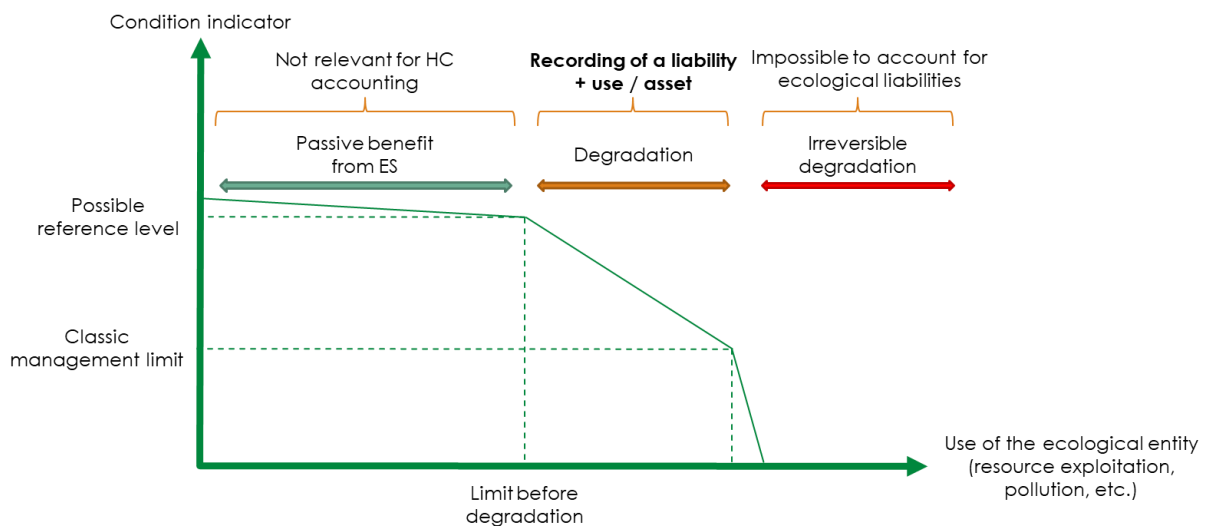 Condition indicator
Not relevant for HC
accounting
Recording of a liability
+ use / asset
Impossible to account for
ecological liabilities
Passive benefit
from ES
Degradation
Irreversible
degradation
Possible
reference level
Classic
management limit
Limit before
degradation
Use of the ecological entity
(resource exploitation,
pollution, etc.)